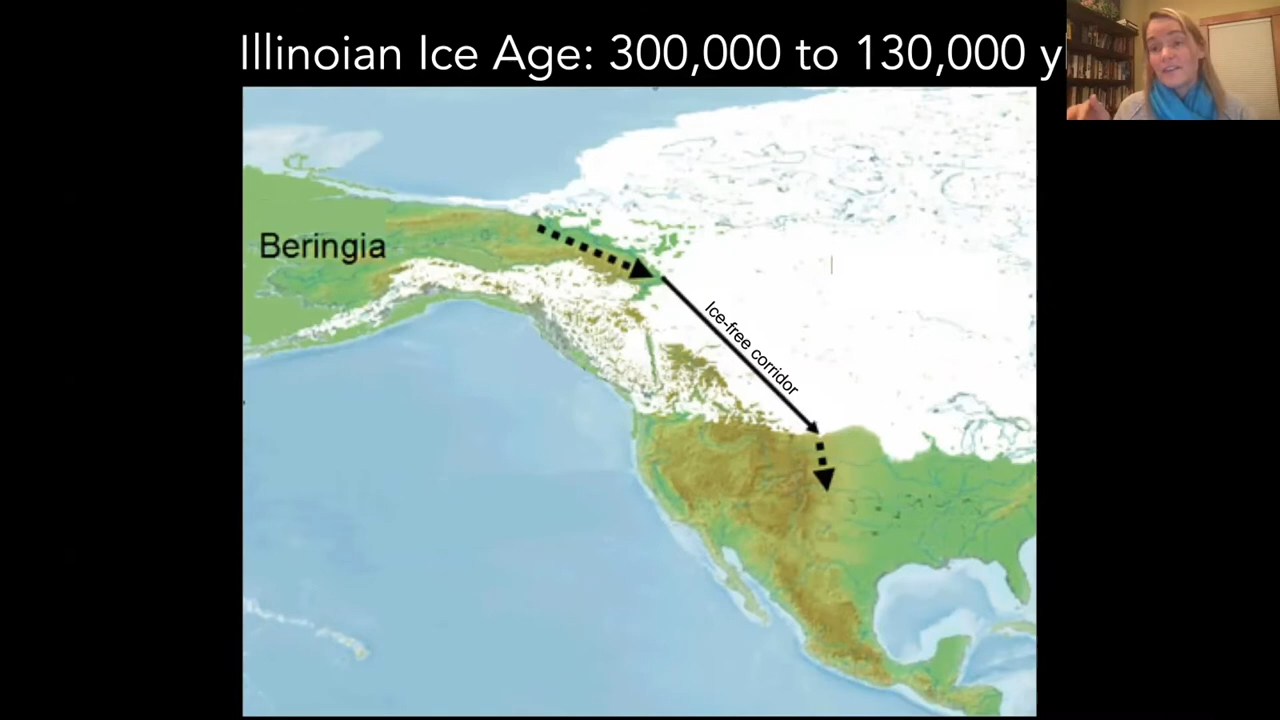 Illinoian Ice Age: 300,000 to 130,000 y
Beringia
Ice-free corridor